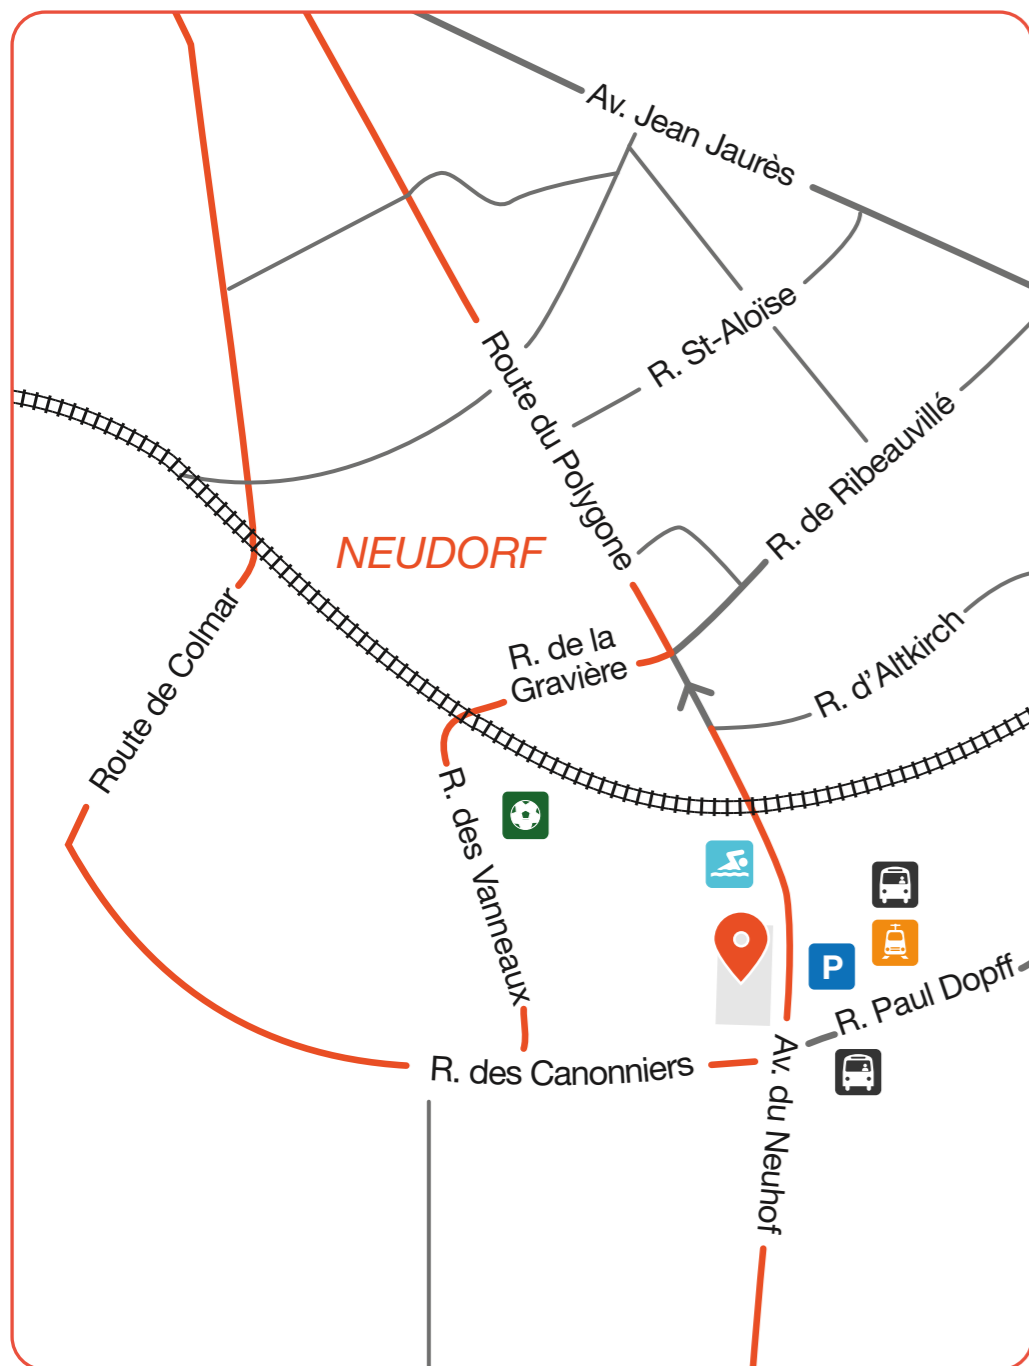 Av. Jean Jaurès
R. St-Aloïse
Route du Polygone
R. de Ribeauvillé
NEUDORF
Route de Colmar
R. de la
Gravière
R. d'Altkirch
R. des Vanneaux
P
R. Paul Dopff
R. des Canonniers
Av. du Neuhof